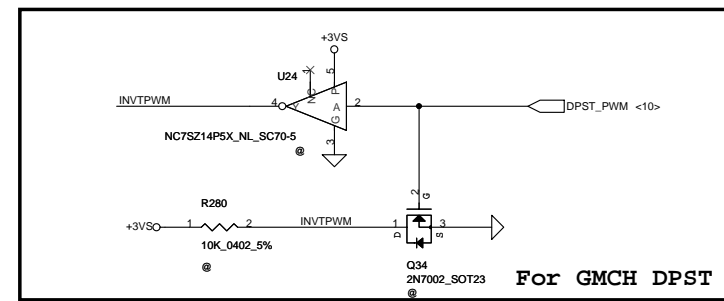 +3VS
U24
1
5
NC
P
INVTPWM
4
Y
A
2
DPST_PWM <10>
G
3
NC7SZ14P5X_NL_SC70-5
@
2
G
R280
+3VS
1
2
INVTPWM
1
3
D
S
10K_0402_5%
@
Q34
2N7002_SOT23
@
For GMCH DPST